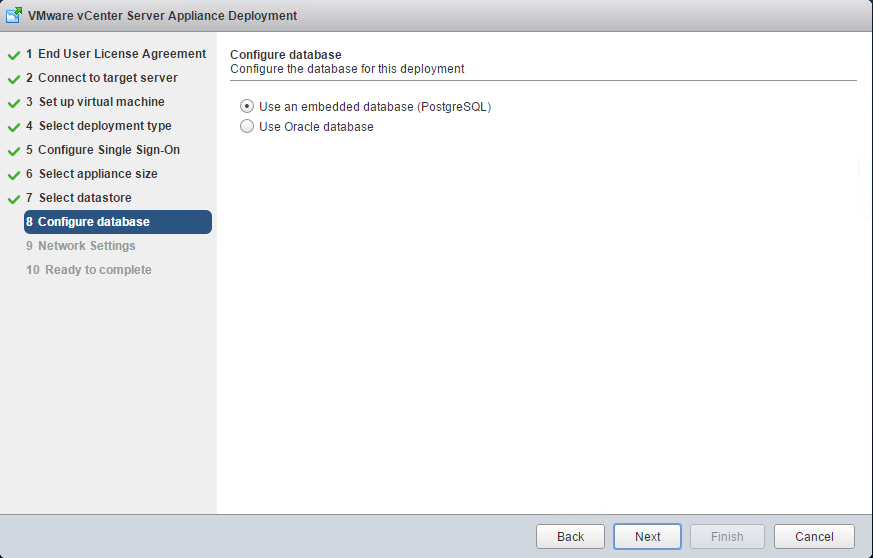 VMware vCenter Server Appliance Deployment
1 End User License Agreement
2 Connect to target server
3 Set up virtual machine
4 Select deployment type
5 Configure Single Sign-On
6 Select appliance size
7 Select datastore
8 Configure database
9 Network Settings
10 Ready to complete
Configure database
Configure the database for this deployment
Use an embedded database (PostgreSQL)
Use Oracle database
Back
Next
Finish
Cancel